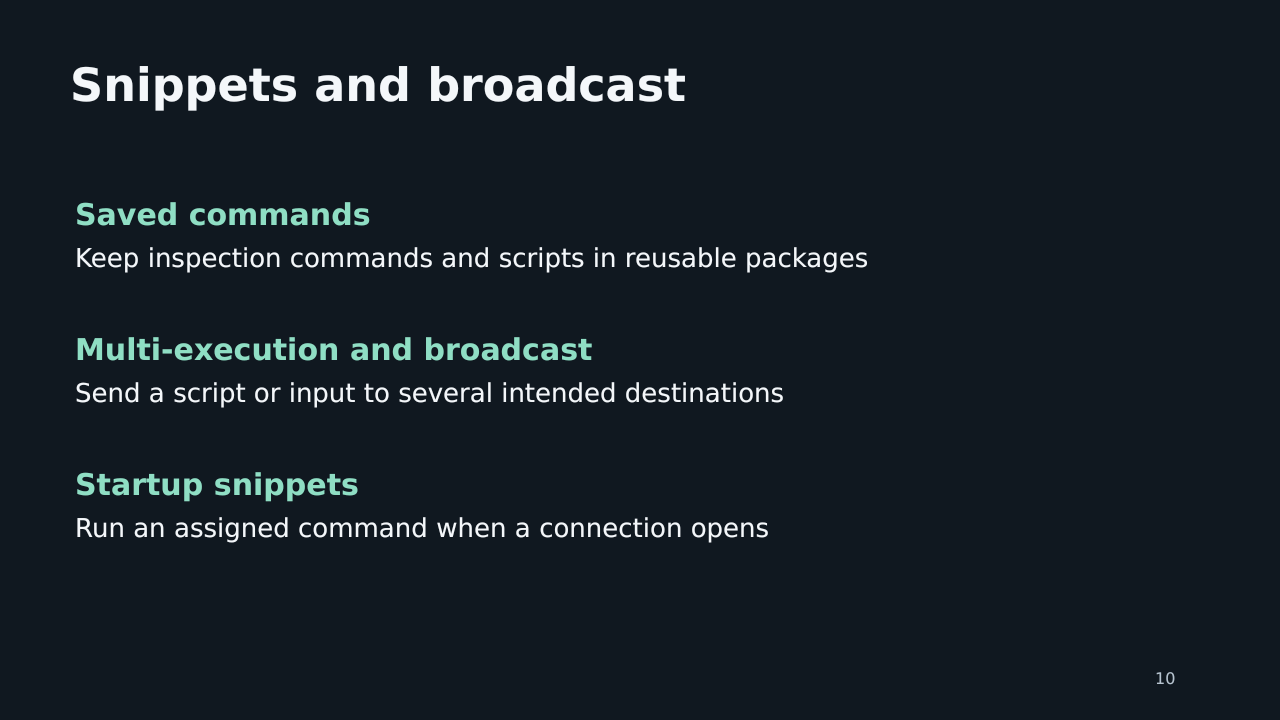 Snippets and broadcast
Saved commands
Keep inspection commands and scripts in reusable packages
Multi-execution and broadcast
Send a script or input to several intended destinations
Startup snippets
Run an assigned command when a connection opens
10